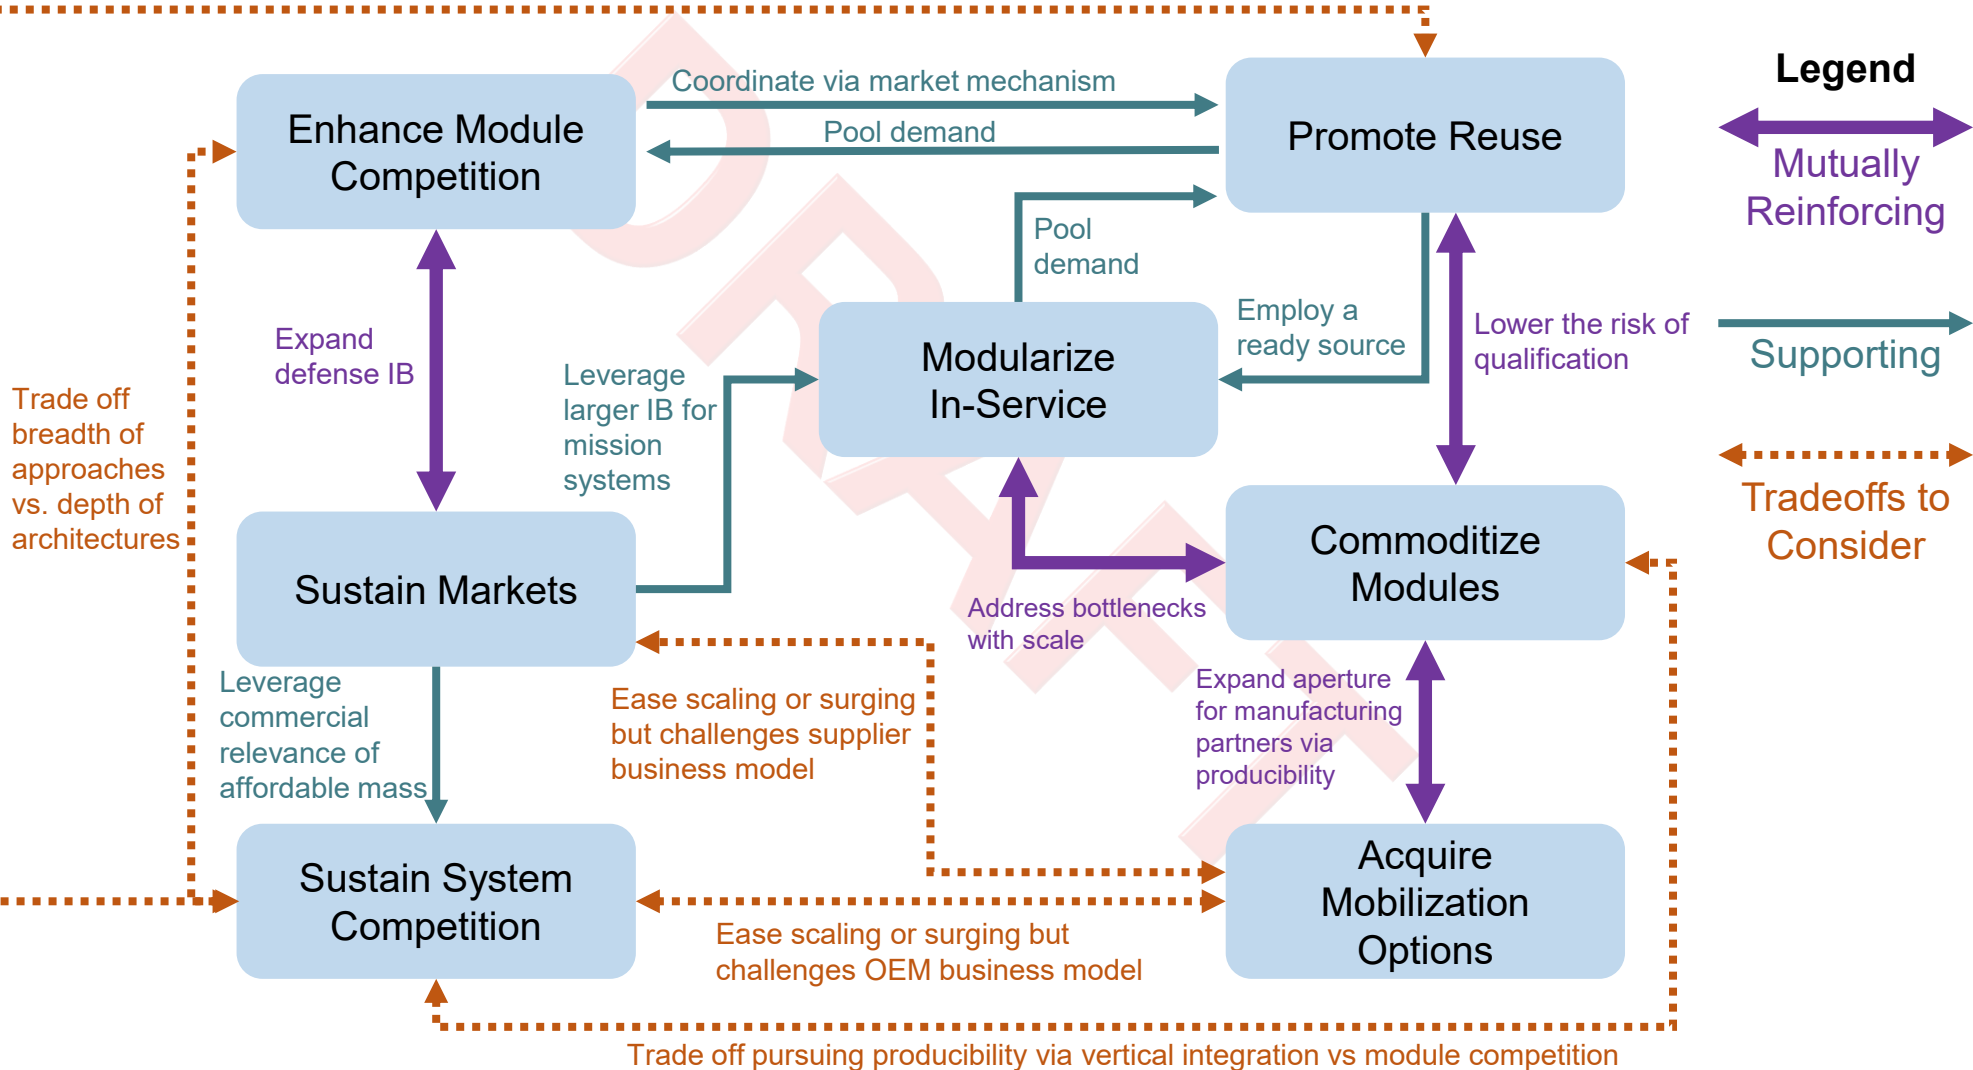 Coordinate via market mechanism
Pool demand
Enhance Module
Competition
Promote Reuse
Legend
Mutually
Reinforcing
Supporting
Tradeoffs to
Consider
Pool
demand
Expand
defense IB
Employ a
ready source
Lower the risk of
qualification
Modularize
In-Service
Leverage
larger IB for
mission
systems
Trade off
breadth of
approaches
vs. depth of
architectures
Sustain Markets
Commoditize
Modules
Address bottlenecks
with scale
Leverage
commercial
relevance of
affordable mass
Ease scaling or surging
but challenges supplier
business model
Expand aperture
for manufacturing
partners via
producibility
Sustain System
Competition
Acquire
Mobilization
Options
Ease scaling or surging but
challenges OEM business model
Trade off pursuing producibility via vertical integration vs module competition
DRAFT